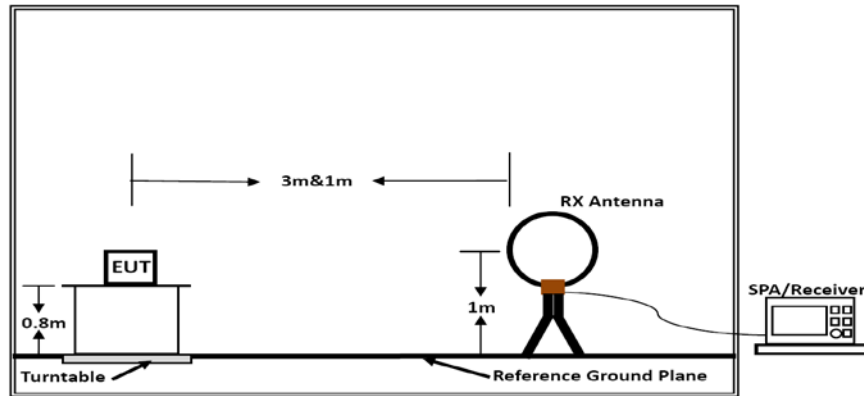 3m&1m
RX Antenna
EUT
SPA/Receiver
0.8m
1m
Turntable
Reference Ground Plane